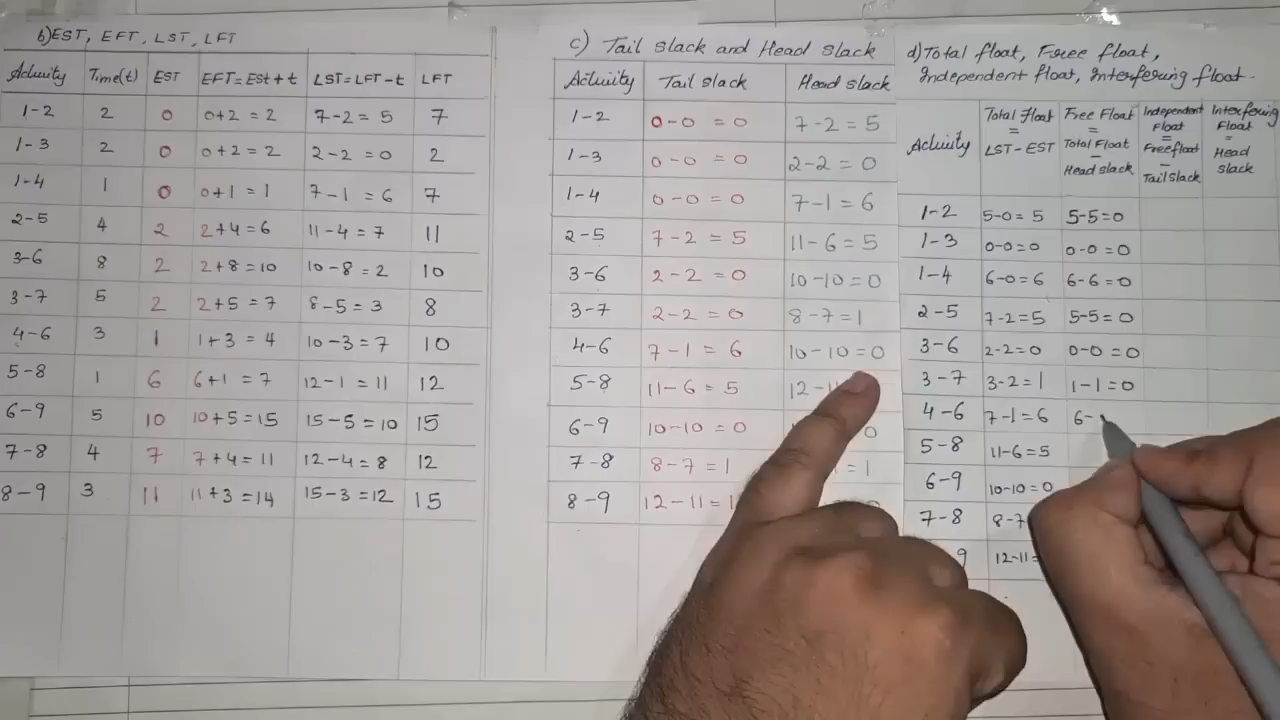 b) EST, EFT, LST, LFT
Activity Time(t) EST EFT=Est+t LST=LFT-t LFT
1-2 2 0 0+2=2 7-2=5 7
1-3 2 0 0+2=2 2-2=0 2
1-4 1 0 0+1=1 7-1=6 7
2-5 4 2 2+4=6 11-4=7 11
3-6 8 2 2+8=10 10-8=2 10
3-7 5 2 2+5=7 8-5=3 8
4-6 3 1 1+3=4 10-3=7 10
5-8 1 6 6+1=7 12-1=11 12
6-9 5 10 10+5=15 15-5=10 15
7-8 4 7 7+4=11 12-4=8 12
8-9 3 11 11+3=14 15-3=12 15
c) Tail slack and Head slack
Activity Tail slack Head slack
1-2 0-0=0 7-2=5
1-3 0-0=0 2-2=0
1-4 0-0=0 7-1=6
2-5 7-2=5 11-6=5
3-6 2-2=0 10-10=0
3-7 2-2=0 8-7=1
4-6 7-1=6 10-10=0
5-8 11-6=5 12-
6-9 10-10=0 0
7-8 8-7=1 =1
8-9 12-11=
d) Total float, Free float,
Independent float, Interfering float.
Activity
Total Float
=
LST-EST
Free Float
=
Total Float
-
Head slack
Independent
Float
=
Free float
-
Tail slack
Interfering
Float
=
Head
slack
1-2 5-0=5 5-5=0
1-3 0-0=0 0-0=0
1-4 6-0=6 6-6=0
2-5 7-2=5 5-5=0
3-6 2-2=0 0-0=0
3-7 3-2=1 1-1=0
4-6 7-1=6 6-
5-8 11-6=5
6-9 10-10=0
7-8 8-7
9 12-11=